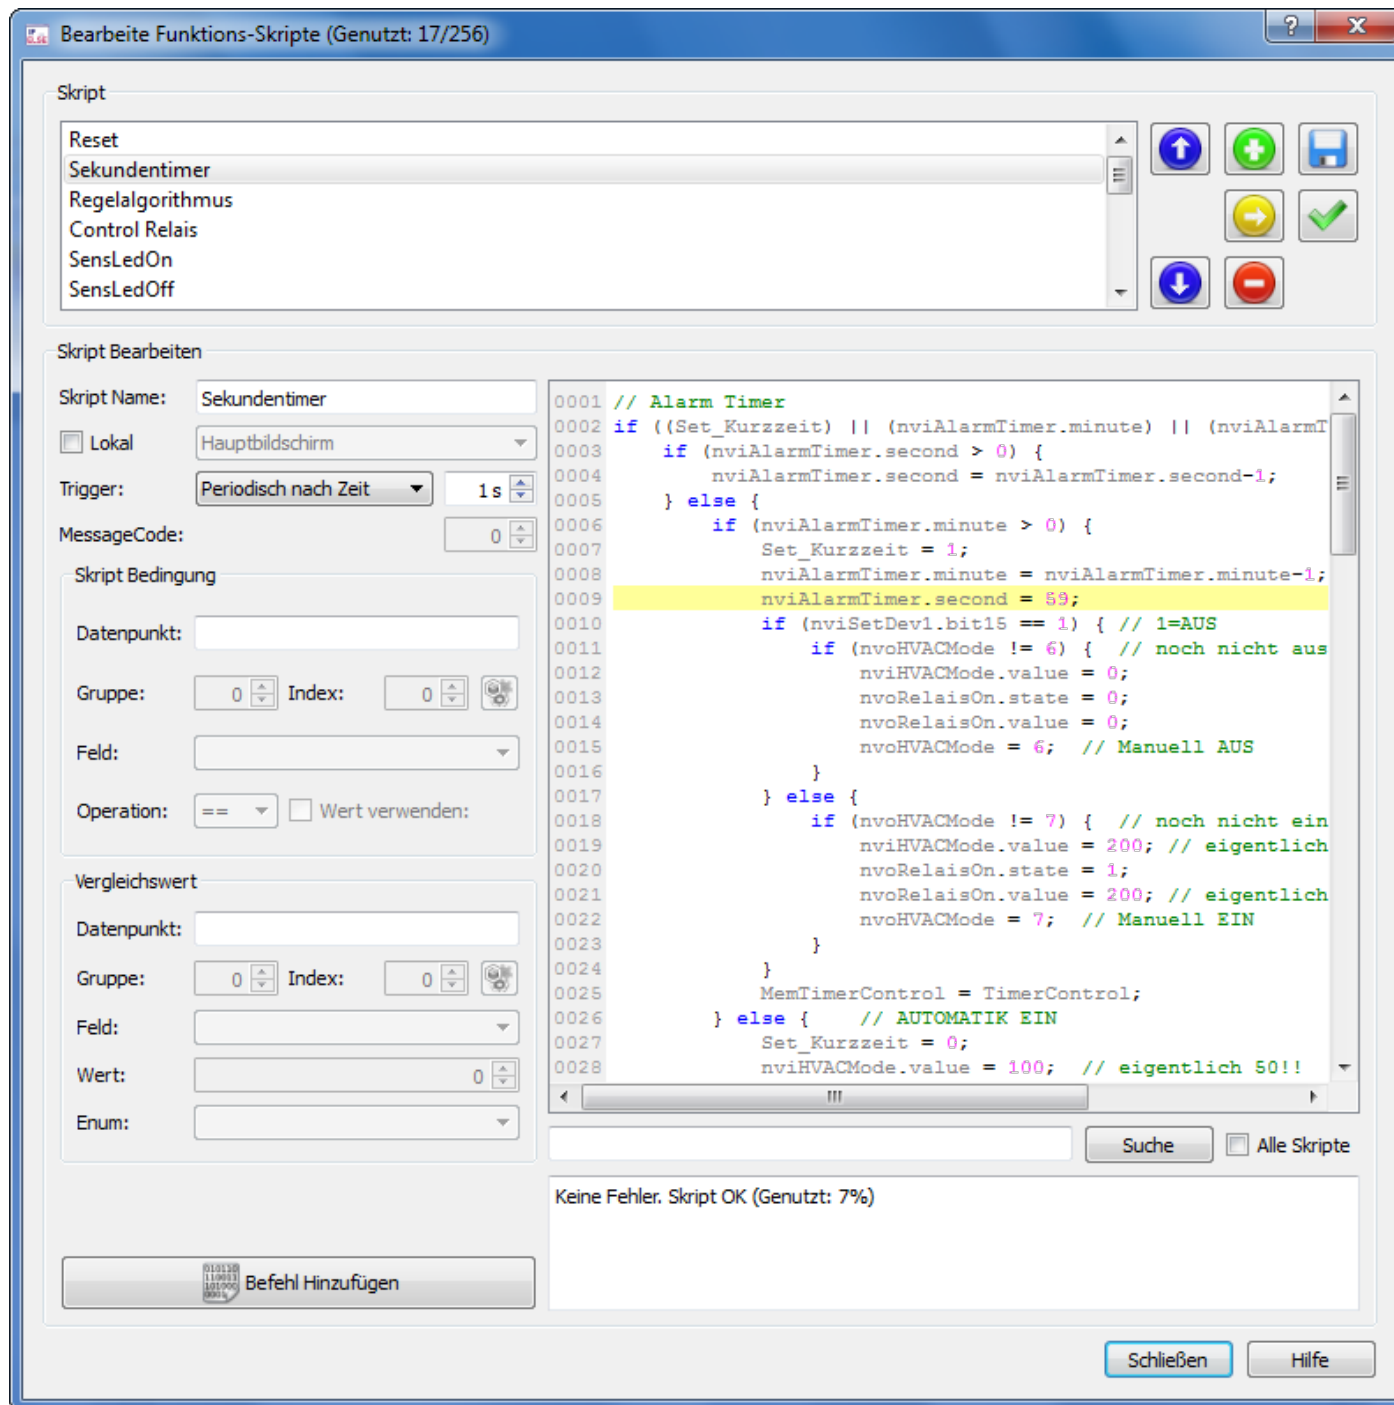 Bearbeite Funktions-Skripte (Genutzt: 17/256)
Skript
Reset
Sekundentimer
Regelalgorithmus
Control Relais
SensLedOn
SensLedOff
Skript Bearbeiten
Skript Name: Sekundentimer
Lokal Hauptbildschirm
Trigger: Periodisch nach Zeit 1 s
MessageCode: 0
Skript Bedingung
Datenpunkt:
Gruppe: 0 Index: 0
Feld:
Operation: == Wert verwenden:
Vergleichswert
Datenpunkt:
Gruppe: 0 Index: 0
Feld:
Wert: 0
Enum:
Befehl Hinzufügen
0001 // Alarm Timer
0002 if ((Set_Kurzzeit) || (nviAlarmTimer.minute) || (nviAlarmT
0003     if (nviAlarmTimer.second > 0) {
0004         nviAlarmTimer.second = nviAlarmTimer.second-1;
0005     } else {
0006         if (nviAlarmTimer.minute > 0) {
0007             Set_Kurzzeit = 1;
0008             nviAlarmTimer.minute = nviAlarmTimer.minute-1;
0009             nviAlarmTimer.second = 59;
0010             if (nviSetDev1.bit15 == 1) { // 1=AUS
0011                 if (nvoHVACMode != 6) {  // noch nicht aus
0012                     nviHVACMode.value = 0;
0013                     nvoRelaisOn.state = 0;
0014                     nvoRelaisOn.value = 0;
0015                     nvoHVACMode = 6;  // Manuell AUS
0016                 }
0017             } else {
0018                 if (nvoHVACMode != 7) {  // noch nicht ein
0019                     nviHVACMode.value = 200; // eigentlich
0020                     nvoRelaisOn.state = 1;
0021                     nvoRelaisOn.value = 200; // eigentlich
0022                     nvoHVACMode = 7;  // Manuell EIN
0023                 }
0024             }
0025             MemTimerControl = TimerControl;
0026         } else {    // AUTOMATIK EIN
0027             Set_Kurzzeit = 0;
0028             nviHVACMode.value = 100;  // eigentlich 50!!
Suche Alle Skripte
Keine Fehler. Skript OK (Genutzt: 7%)
Schließen Hilfe